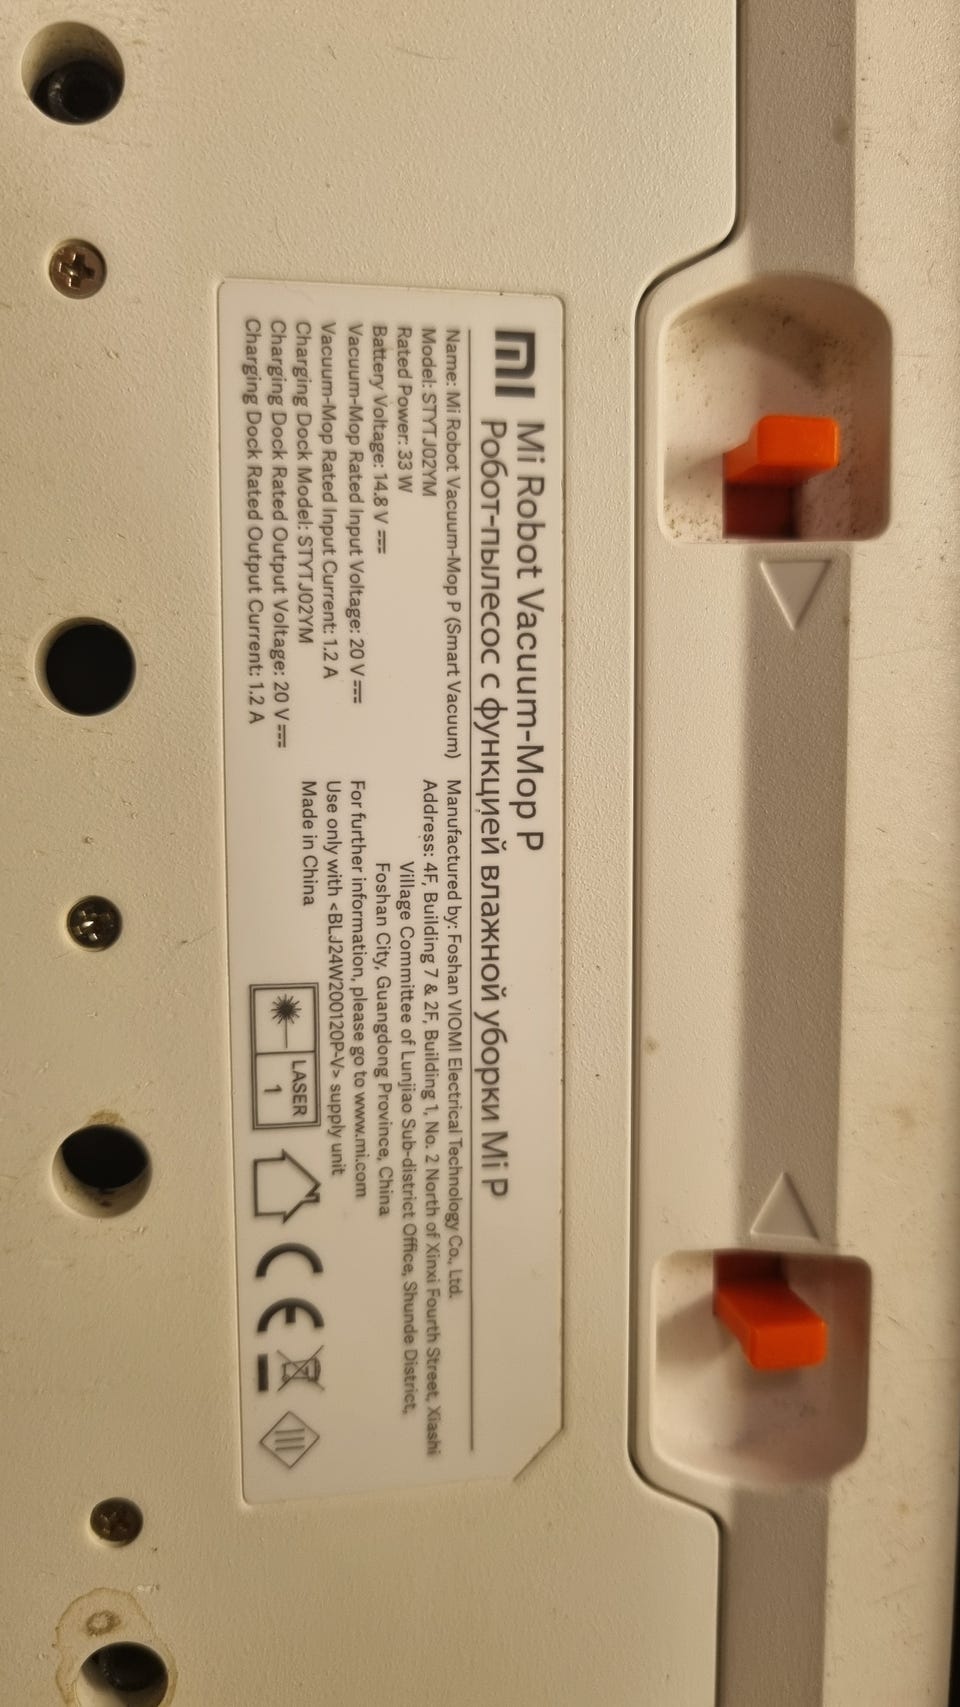 mi
Mi Robot Vacuum-Mop P
Робот-пылесос с функцией влажной уборки Mi P
Name: Mi Robot Vacuum-Mop P (Smart Vacuum)
Model: STYTJ02YM
Rated Power: 33 W
Battery Voltage: 14.8 V ⎓
Vacuum-Mop Rated Input Voltage: 20 V ⎓
Vacuum-Mop Rated Input Current: 1.2 A
Charging Dock Model: STYTJ02YM
Charging Dock Rated Output Voltage: 20 V ⎓
Charging Dock Rated Output Current: 1.2 A
Manufactured by: Foshan VIOMI Electrical Technology Co., Ltd.
Address: 4F, Building 7 & 2F, Building 1, No. 2 North of Xinxi Fourth Street, Xiashi
Village Committee of Lunjiao Sub-district Office, Shunde District,
Foshan City, Guangdong Province, China
For further information, please go to www.mi.com
Use only with <BLJ24W200120P-V> supply unit
Made in China
LASER
1
CE